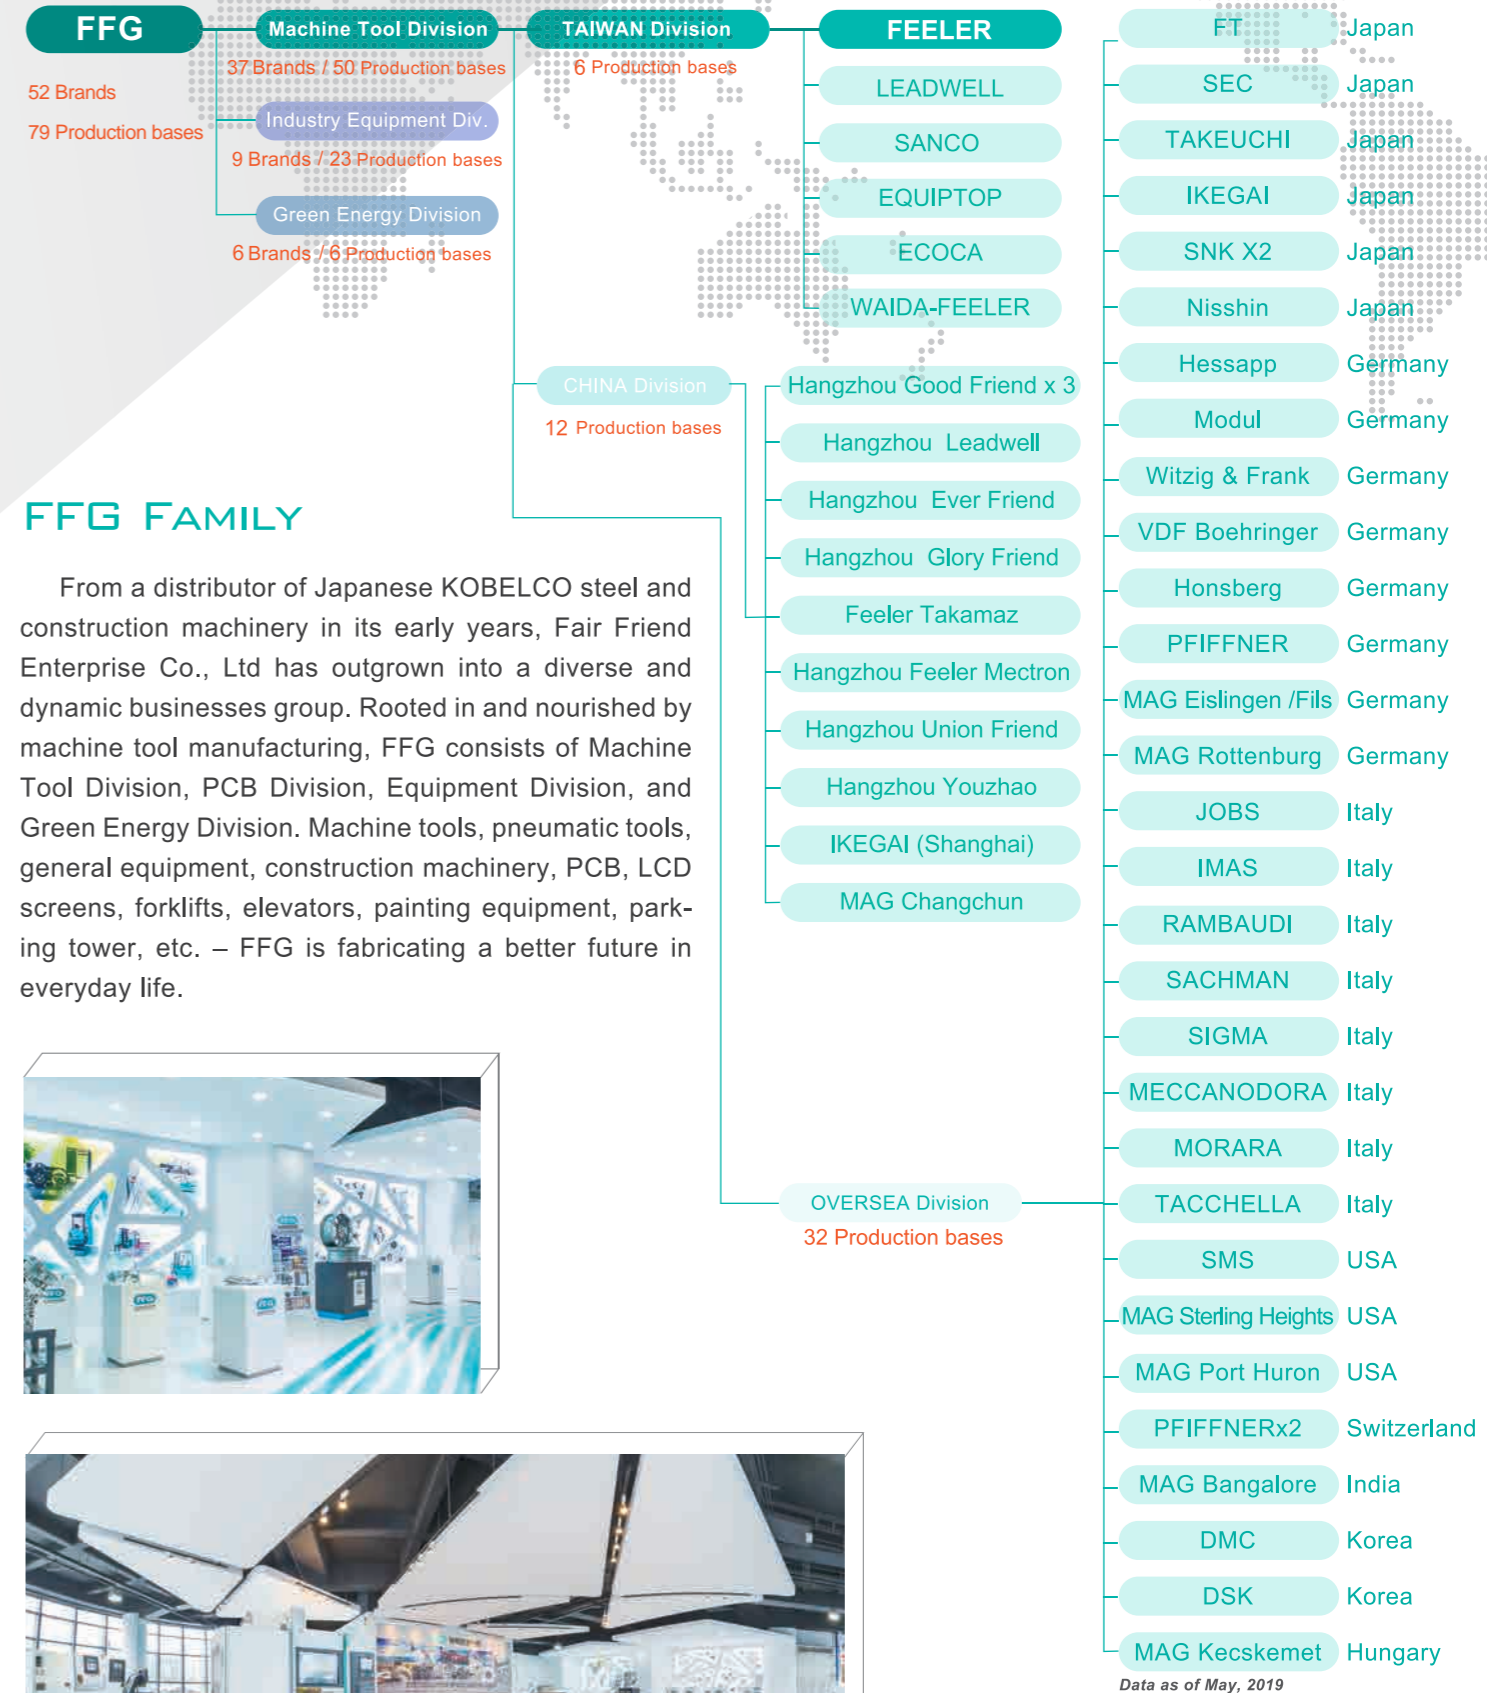 FFG
52 Brands
79 Production bases
Machine Tool Division
37 Brands / 50 Production bases
Industry Equipment Div.
9 Brands / 23 Production bases
Green Energy Division
6 Brands / 6 Production bases
TAIWAN Division
6 Production bases
FEELER
LEADWELL
SANCO
EQUIPTOP
ECOCA
WAIDA-FEELER
CHINA Division
12 Production bases
Hangzhou Good Friend x 3
Hangzhou Leadwell
Hangzhou Ever Friend
Hangzhou Glory Friend
Feeler Takamaz
Hangzhou Feeler Mectron
Hangzhou Union Friend
Hangzhou Youzhao
IKEGAI (Shanghai)
MAG Changchun
FFG FAMILY
From a distributor of Japanese KOBELCO steel and
construction machinery in its early years, Fair Friend
Enterprise Co., Ltd has outgrown into a diverse and
dynamic businesses group. Rooted in and nourished by
machine tool manufacturing, FFG consists of Machine
Tool Division, PCB Division, Equipment Division, and
Green Energy Division. Machine tools, pneumatic tools,
general equipment, construction machinery, PCB, LCD
screens, forklifts, elevators, painting equipment, park-
ing tower, etc. – FFG is fabricating a better future in
everyday life.
OVERSEA Division
32 Production bases
FT Japan
SEC Japan
TAKEUCHI Japan
IKEGAI Japan
SNK X2 Japan
Nisshin Japan
Hessapp Germany
Modul Germany
Witzig & Frank Germany
VDF Boehringer Germany
Honsberg Germany
PFIFFNER Germany
MAG Eislingen /Fils Germany
MAG Rottenburg Germany
JOBS Italy
IMAS Italy
RAMBAUDI Italy
SACHMAN Italy
SIGMA Italy
MECCANODORA Italy
MORARA Italy
TACCHELLA Italy
SMS USA
MAG Sterling Heights USA
MAG Port Huron USA
PFIFFNERx2 Switzerland
MAG Bangalore India
DMC Korea
DSK Korea
MAG Kecskemet Hungary
Data as of May, 2019
FFG
FFG
FFG